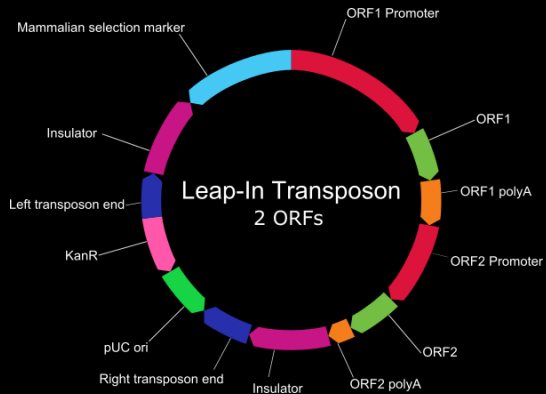 ORF1 Promoter
Mammalian selection marker
ORF1
Insulator
Leap-In Transposon
ORF1 polyA
Left transposon end
2 ORFs
KanR
ORF2 Promoter
pUC ori
ORF2
Right transposon end
Insulator
ORF2 polyA